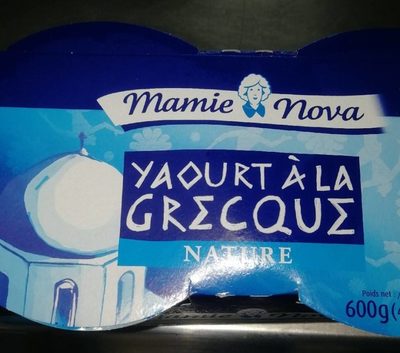 Mamie Nova
YAOURT À LA
GRECQUE
NATURE
Poids net :
600g(